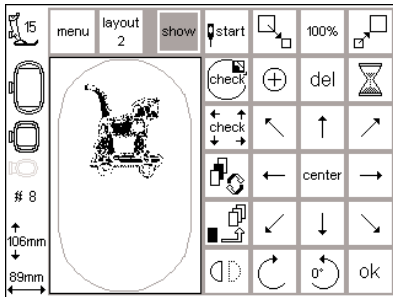 15
menu
layout
2
show
start
100%
check
del
check
center
# 8
106mm
89mm
0°
ok